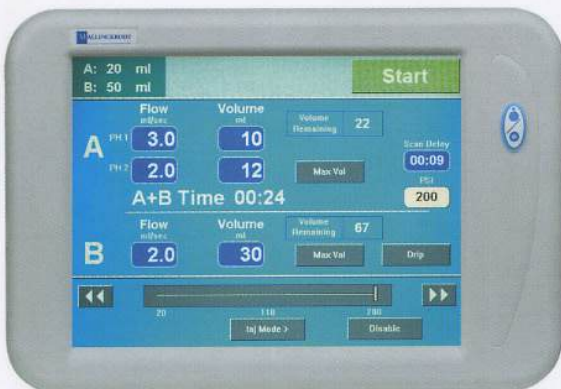 MALLINCKRODT
A: 20 ml
B: 50 ml
Start
Flow Volume
ml/sec ml
Volume Remaining 22
A
PH 1 3.0 10
Scan Delay
00:09
PH 2 2.0 12
Max Vol
PSI
200
A+B Time 00:24
Flow Volume
ml/sec ml
Volume Remaining 67
B
2.0 30
Max Vol Drip
20 110 200
Inj Mode > Disable